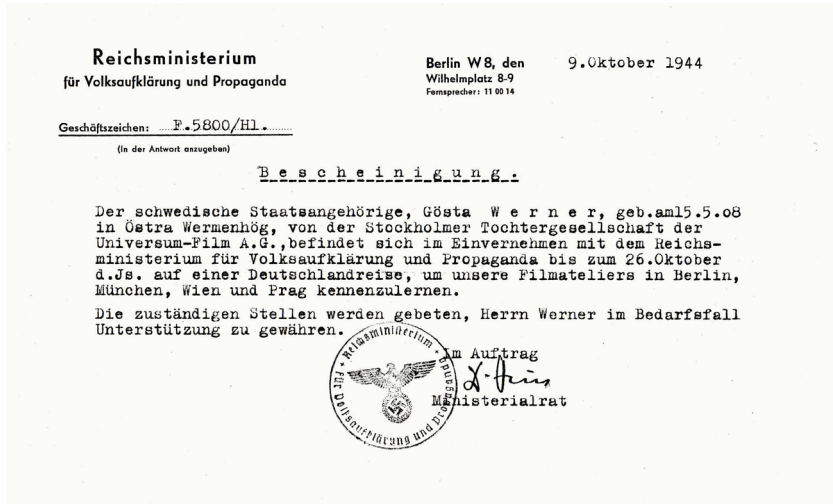 Reichsministerium
für Volksaufklärung und Propaganda
Berlin W 8, den 9.Oktober 1944
Wilhelmplatz 8-9
Fernsprecher: 11 00 14
Geschäftszeichen: F.5800/Hl.
(In der Antwort anzugeben)
Bescheinigung.
Der schwedische Staatsangehörige, Gösta Werner, geb.am15.5.o8
in Östra Wermenhög, von der Stockholmer Tochtergesellschaft der
Universum-Film A.G.,befindet sich im Einvernehmen mit dem Reichs-
ministerium für Volksaufklärung und Propaganda bis zum 26.Oktober
d.Js. auf einer Deutschlandreise, um unsere Filmateliers in Berlin,
München, Wien und Prag kennenzulernen.
Die zuständigen Stellen werden gebeten, Herrn Werner im Bedarfsfall
Unterstützung zu gewähren.
Im Auftrag
Ministerialrat
Reichsministerium
für Volksaufklärung und Propaganda